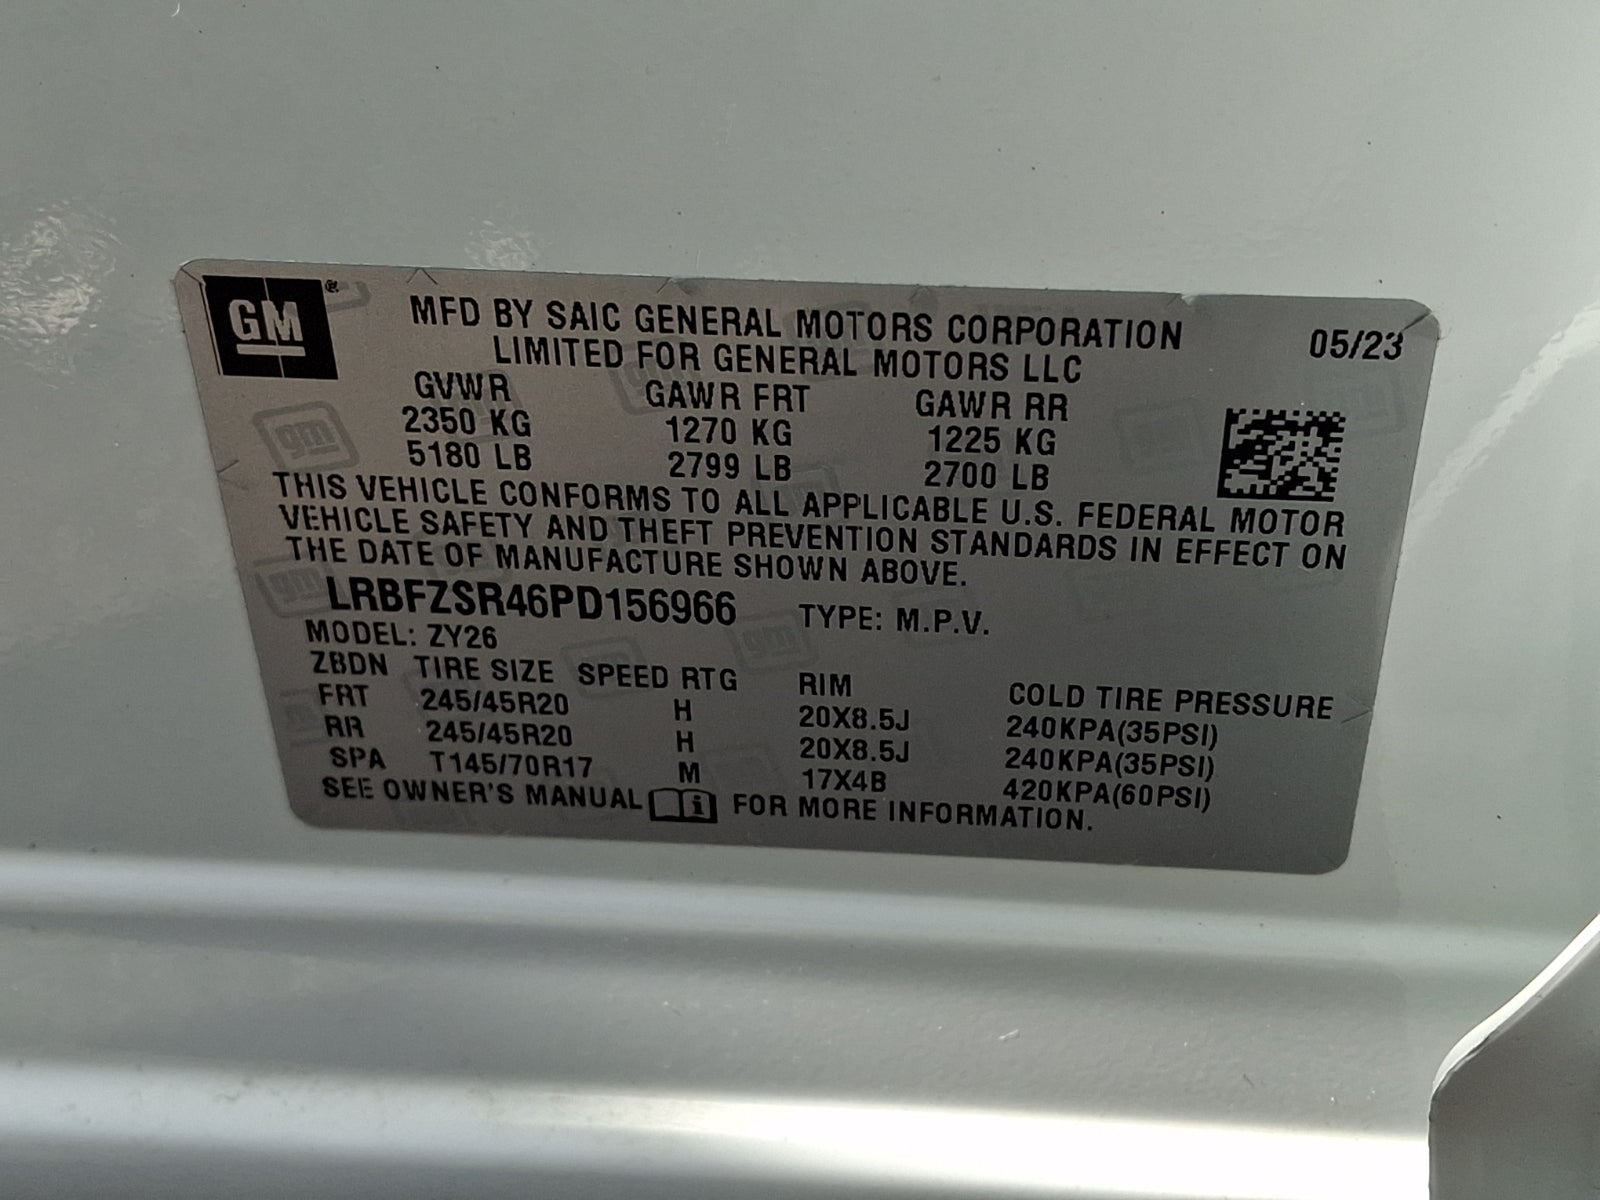 GM ®
MFD BY SAIC GENERAL MOTORS CORPORATION
LIMITED FOR GENERAL MOTORS LLC
05/23
GVWR GAWR FRT GAWR RR
2350 KG 1270 KG 1225 KG
5180 LB 2799 LB 2700 LB
THIS VEHICLE CONFORMS TO ALL APPLICABLE U.S. FEDERAL MOTOR
VEHICLE SAFETY AND THEFT PREVENTION STANDARDS IN EFFECT ON
THE DATE OF MANUFACTURE SHOWN ABOVE.
LRBFZSR46PD156966 TYPE: M.P.V.
MODEL: ZY26
ZBDN TIRE SIZE SPEED RTG RIM COLD TIRE PRESSURE
FRT 245/45R20 H 20X8.5J 240KPA(35PSI)
RR 245/45R20 H 20X8.5J 240KPA(35PSI)
SPA T145/70R17 M 17X4B 420KPA(60PSI)
SEE OWNER'S MANUAL i FOR MORE INFORMATION.